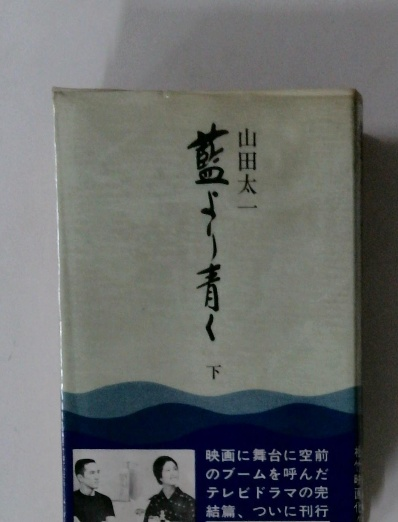 山田太一
藍より青く
下
映画に舞台に空前
のブームを呼んだ
テレビドラマの完
結篇、ついに刊行